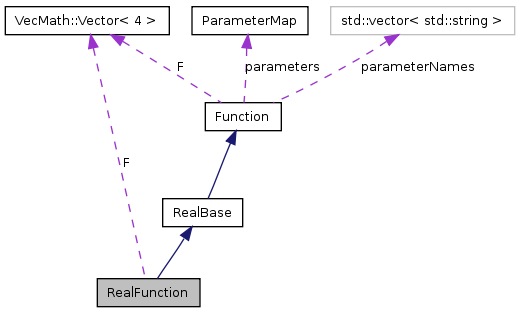 VecMath::Vector< 4 >
ParameterMap
std::vector< std::string >
F
parameters
parameterNames
Function
F
RealBase
RealFunction